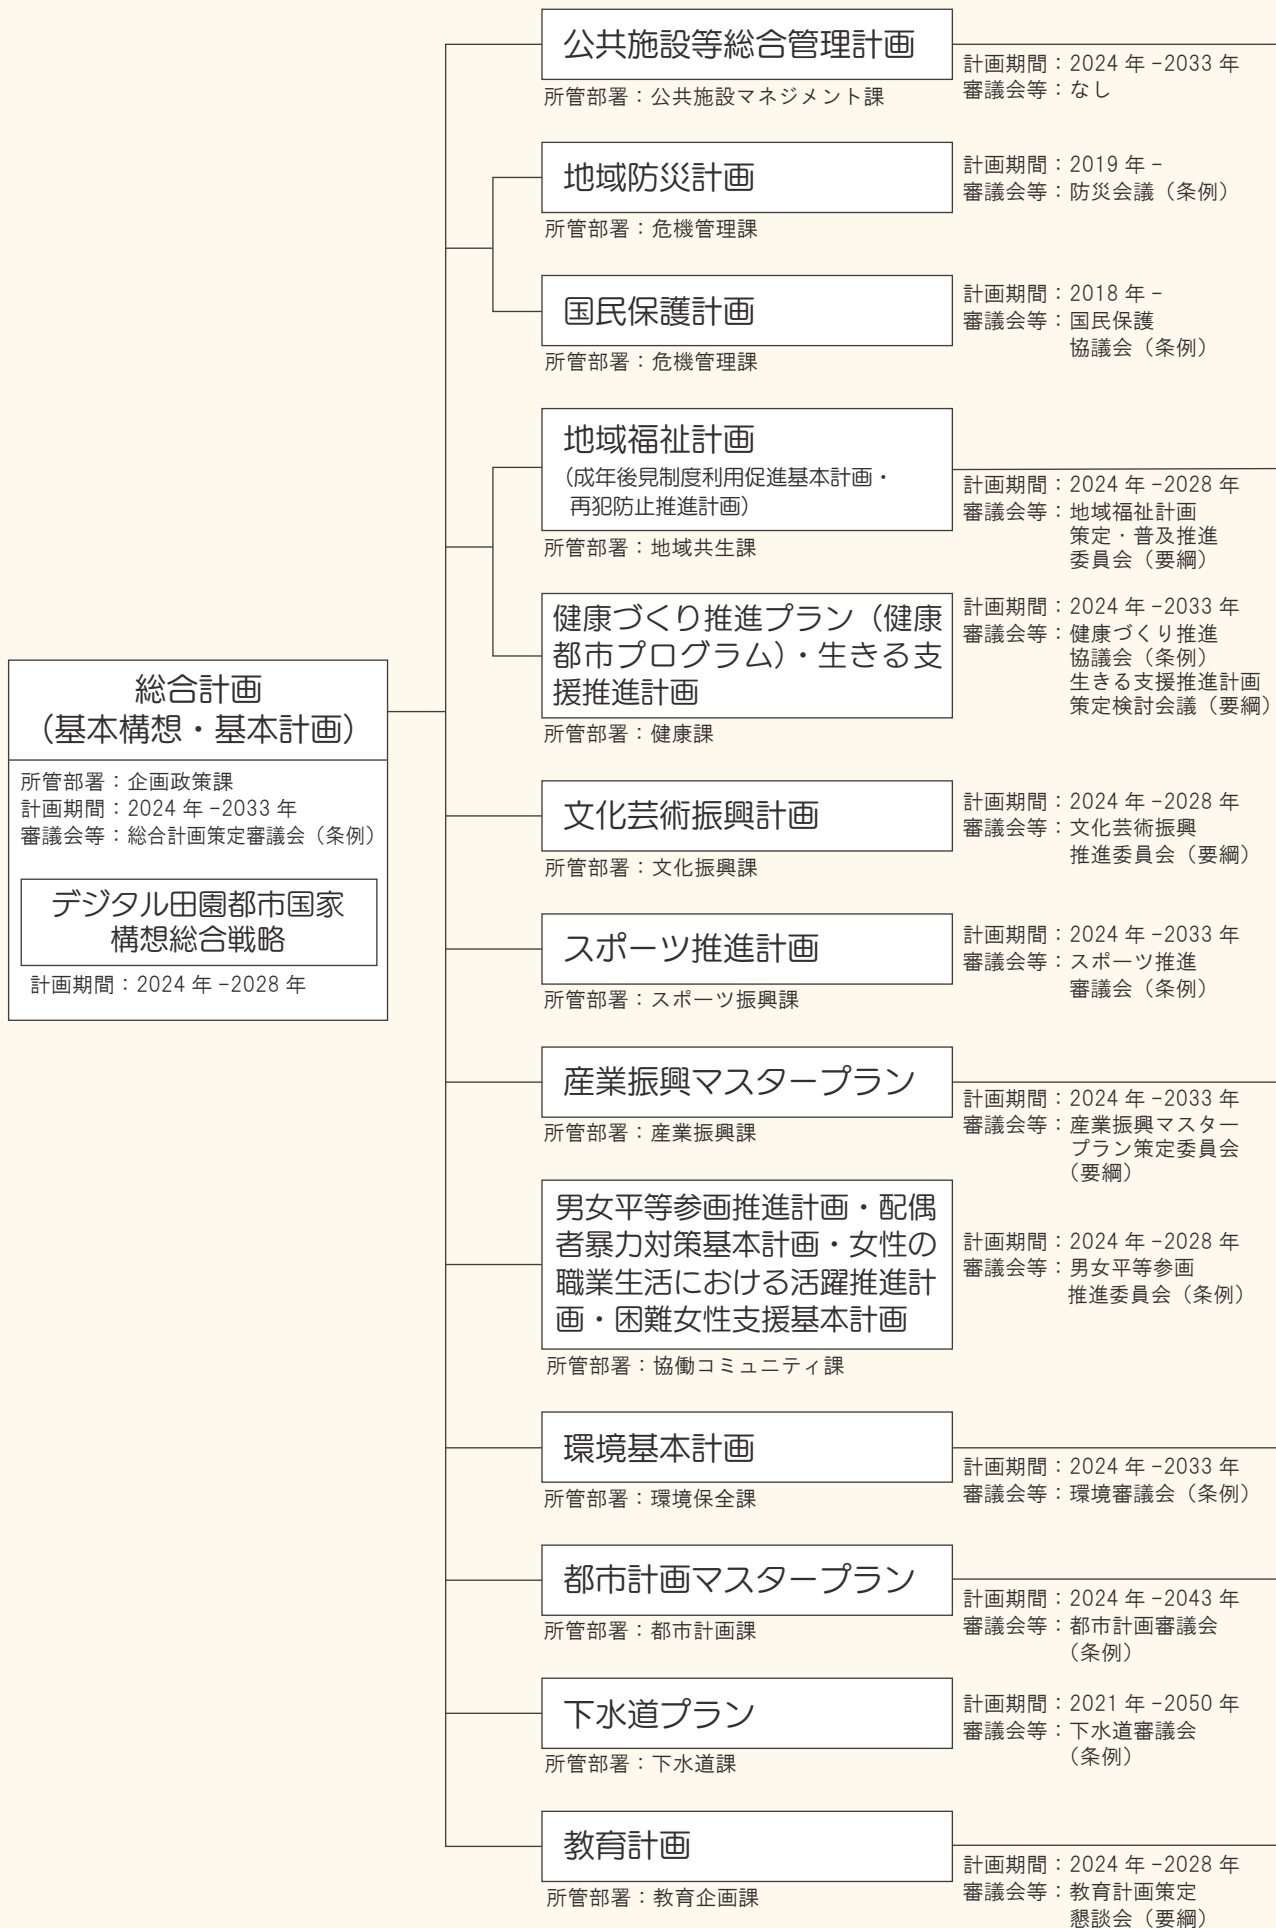 総合計画
（基本構想・基本計画）
所管部署：企画政策課
計画期間：2024 年 -2033 年
審議会等：総合計画策定審議会（条例）
デジタル田園都市国家
構想総合戦略
計画期間：2024 年 -2028 年
公共施設等総合管理計画
所管部署：公共施設マネジメント課
計画期間：2024 年 -2033 年
審議会等：なし
地域防災計画
所管部署：危機管理課
計画期間：2019 年 -
審議会等：防災会議（条例）
国民保護計画
所管部署：危機管理課
計画期間：2018 年 -
審議会等：国民保護
協議会（条例）
地域福祉計画
（成年後見制度利用促進基本計画・
再犯防止推進計画）
所管部署：地域共生課
計画期間：2024 年 -2028 年
審議会等：地域福祉計画
策定・普及推進
委員会（要綱）
健康づくり推進プラン（健康
都市プログラム）・生きる支
援推進計画
所管部署：健康課
計画期間：2024 年 -2033 年
審議会等：健康づくり推進
協議会（条例）
生きる支援推進計画
策定検討会議（要綱）
文化芸術振興計画
所管部署：文化振興課
計画期間：2024 年 -2028 年
審議会等：文化芸術振興
推進委員会（要綱）
スポーツ推進計画
所管部署：スポーツ振興課
計画期間：2024 年 -2033 年
審議会等：スポーツ推進
審議会（条例）
産業振興マスタープラン
所管部署：産業振興課
計画期間：2024 年 -2033 年
審議会等：産業振興マスター
プラン策定委員会
（要綱）
男女平等参画推進計画・配偶
者暴力対策基本計画・女性の
職業生活における活躍推進計
画・困難女性支援基本計画
所管部署：協働コミュニティ課
計画期間：2024 年 -2028 年
審議会等：男女平等参画
推進委員会（条例）
環境基本計画
所管部署：環境保全課
計画期間：2024 年 -2033 年
審議会等：環境審議会（条例）
都市計画マスタープラン
所管部署：都市計画課
計画期間：2024 年 -2043 年
審議会等：都市計画審議会
（条例）
下水道プラン
所管部署：下水道課
計画期間：2021 年 -2050 年
審議会等：下水道審議会
（条例）
教育計画
所管部署：教育企画課
計画期間：2024 年 -2028 年
審議会等：教育計画策定
懇談会（要綱）